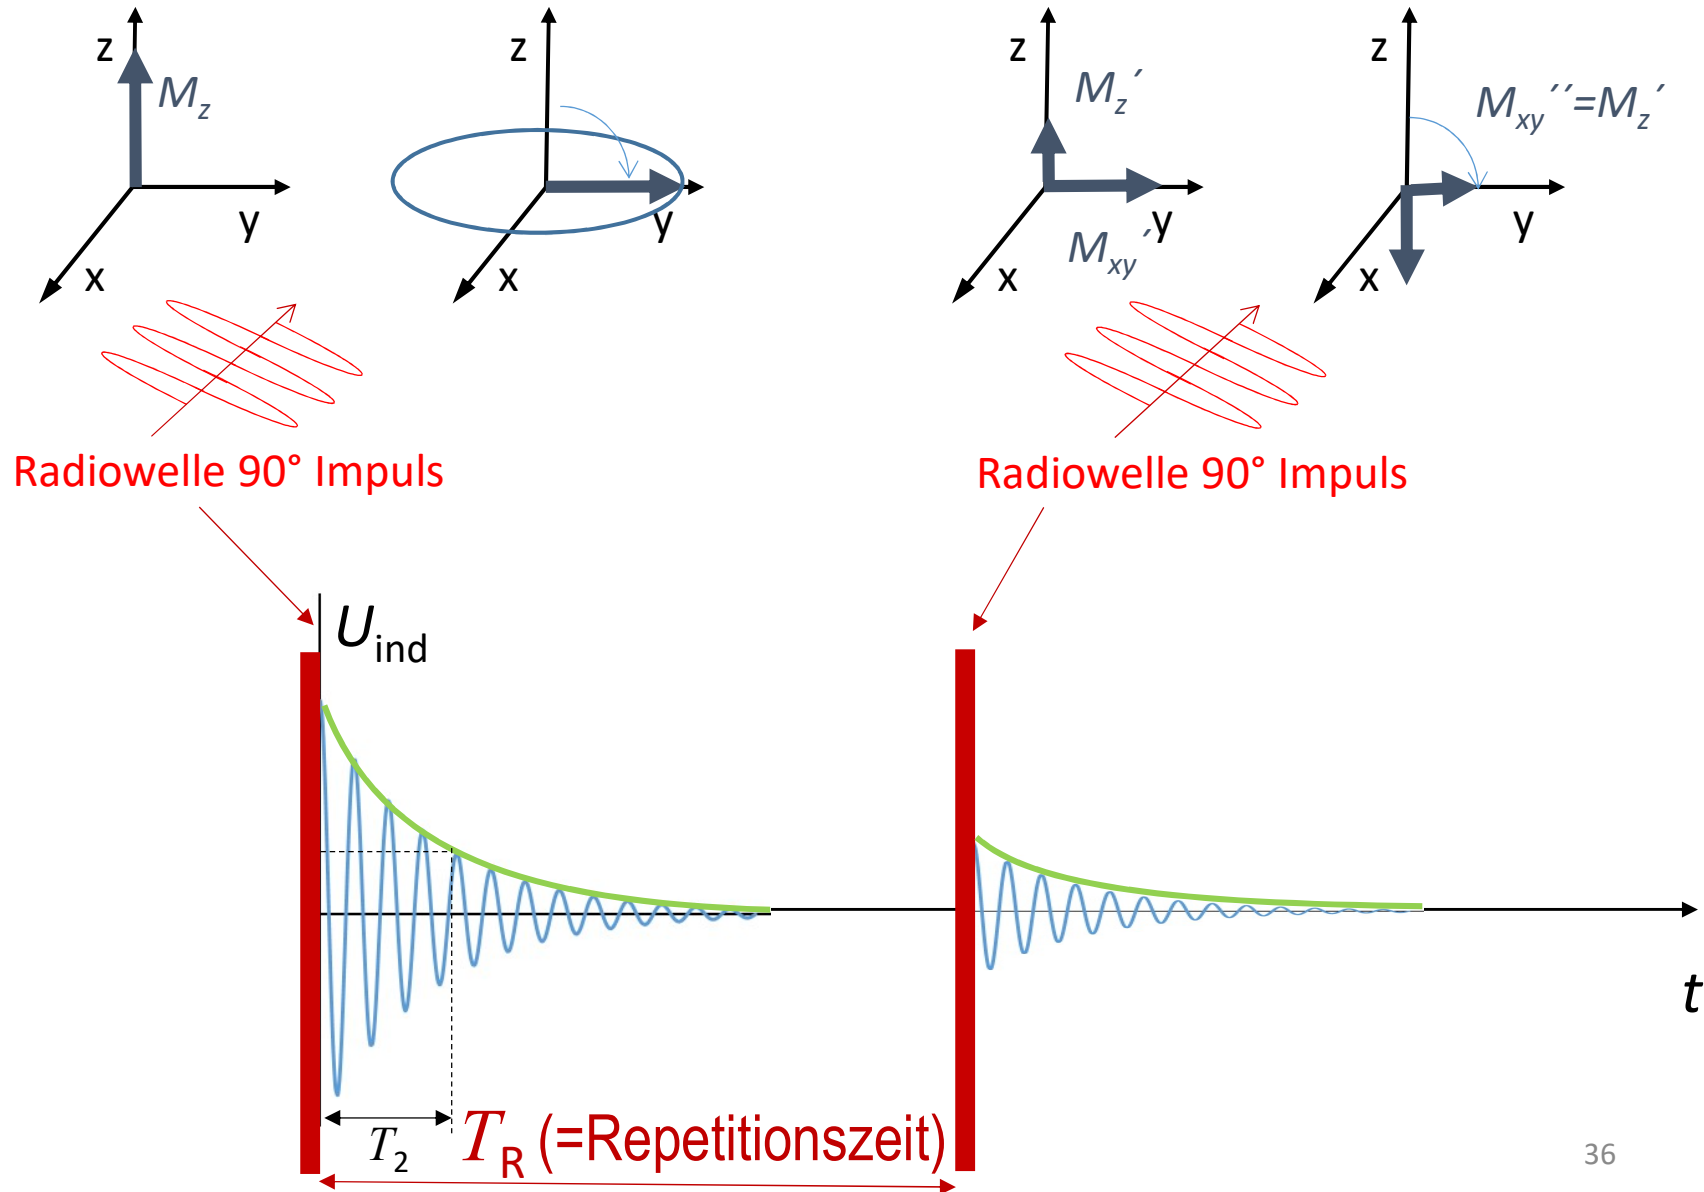 z
M_z
y
x
z
y
x
z
M_z´
y
M_xy´
x
z
M_xy´´=M_z´
y
x
Radiowelle 90° Impuls
Radiowelle 90° Impuls
U_ind
t
T_2
T_R (=Repetitionszeit)
36